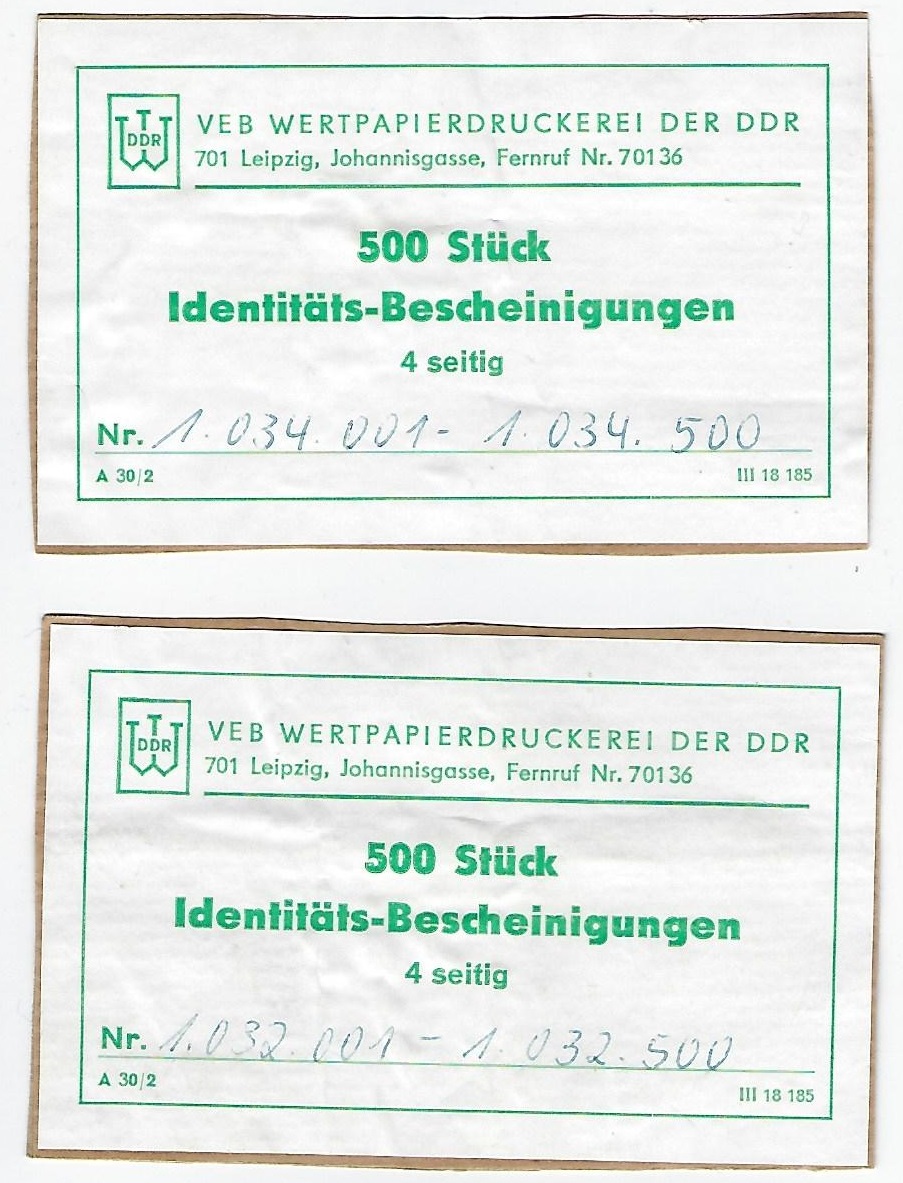 DDR
VEB WERTPAPIERDRUCKEREI DER DDR
701 Leipzig, Johannisgasse, Fernruf Nr. 70136
500 Stück
Identitäts-Bescheinigungen
4 seitig
Nr. 1.034.001- 1.034.500
A 30/2 III 18 185
DDR
VEB WERTPAPIERDRUCKEREI DER DDR
701 Leipzig, Johannisgasse, Fernruf Nr. 70136
500 Stück
Identitäts-Bescheinigungen
4 seitig
Nr. 1.032.001 - 1.032.500
A 30/2 III 18 185